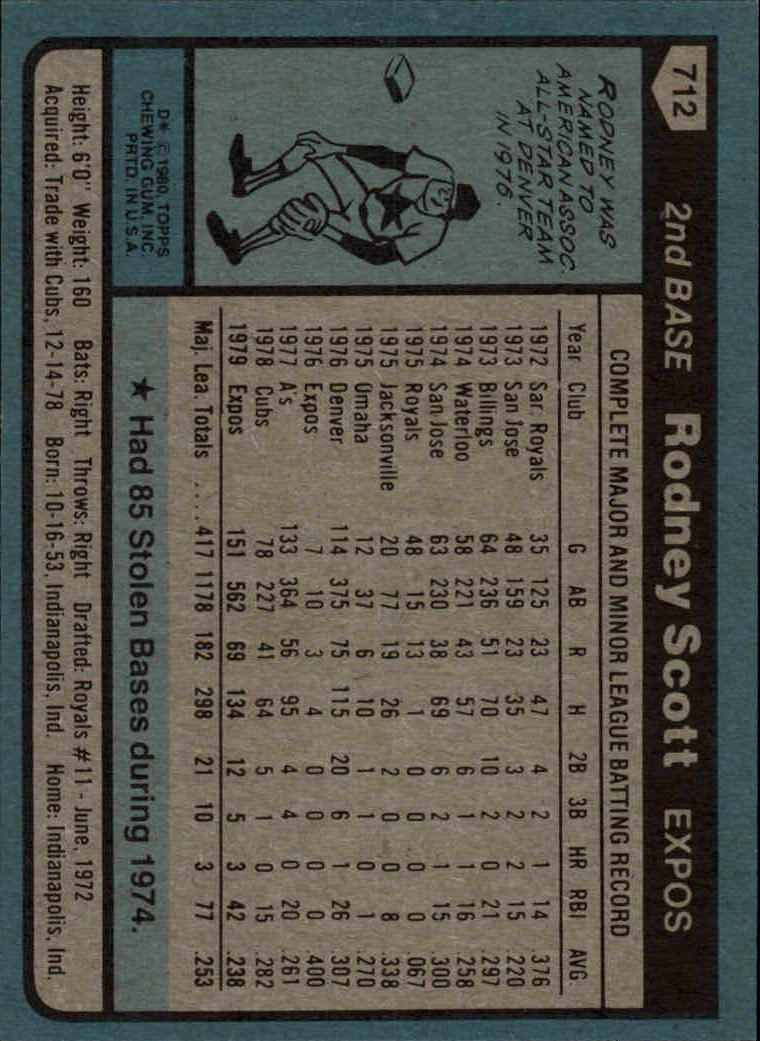 712
2nd BASE Rodney Scott EXPOS
RODNEY WAS
NAMED TO
AMERICAN ASSOC.
ALL-STAR TEAM
AT DENVER
IN 1976.
D* © 1980 TOPPS
CHEWING GUM, INC.
PRTD. IN U.S.A.
COMPLETE MAJOR AND MINOR LEAGUE BATTING RECORD
Year Club G AB R H 2B 3B HR RBI AVG.
1972 Sar. Royals 35 125 23 47 4 2 1 14 .376
1973 San Jose 48 159 23 35 3 2 2 15 .220
1973 Billings 64 236 51 70 10 2 0 21 .297
1974 Waterloo 58 221 43 57 6 1 1 16 .258
1974 San Jose 63 230 38 69 6 2 1 15 .300
1975 Royals 48 15 13 1 0 0 0 0 .067
1975 Jacksonville 20 77 19 26 2 0 0 8 .338
1975 Omaha 12 37 6 10 1 1 0 1 .270
1976 Denver 114 375 75 115 20 6 1 26 .307
1976 Expos 7 10 3 4 0 0 0 0 .400
1977 A's 133 364 56 95 4 4 0 20 .261
1978 Cubs 78 227 41 64 5 1 0 15 .282
1979 Expos 151 562 69 134 12 5 3 42 .238
Maj. Lea. Totals .... 417 1178 182 298 21 10 3 77 .253
★ Had 85 Stolen Bases during 1974.
Height: 6'0" Weight: 160 Bats: Right Throws: Right Drafted: Royals #11 - June, 1972
Acquired: Trade with Cubs, 12-14-78 Born: 10-16-53, Indianapolis, Ind. Home: Indianapolis, Ind.